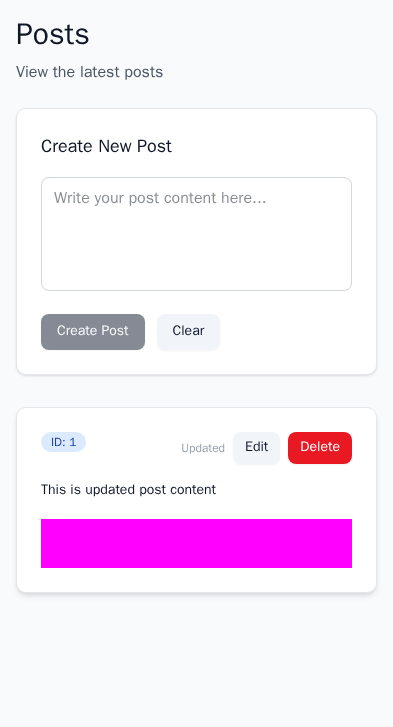 Posts
View the latest posts
Create New Post
Write your post content here...
Create Post
Clear
ID: 1
Updated
Edit
Delete
This is updated post content